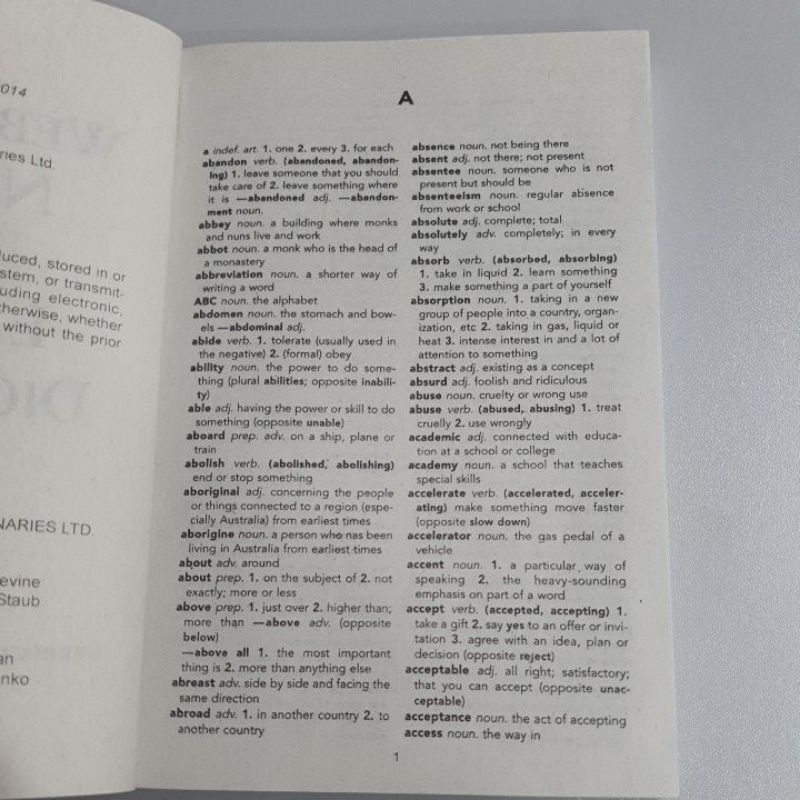 014
ries Ltd
duced, stored in or
stem, or transmit-
uding electronic,
therwise, whether
without the prior
NARIES LTD
evine
Staub
an
nko
A
a indef. art. 1. one 2. every 3. for each
abandon verb. (abandoned, abandon-
ing) 1. leave someone that you should
take care of 2. leave something where
it is —abandoned adj. —abandon-
ment noun.
abbey noun. a building where monks
and nuns live and work
abbot noun. a monk who is the head of
a monastery
abbreviation noun. a shorter way of
writing a word
ABC noun. the alphabet
abdomen noun. the stomach and bow-
els —abdominal adj.
abide verb. 1. tolerate (usually used in
the negative) 2. (formal) obey
ability noun. the power to do some-
thing (plural abilities; opposite inabili-
ty)
able adj. having the power or skill to do
something (opposite unable)
aboard prep. adv. on a ship, plane or
train
abolish verb. (abolished, abolishing)
end or stop something
aboriginal adj. concerning the people
or things connected to a region (espe-
cially Australia) from earliest times
aborigine noun. a person who has been
living in Australia from earliest times
about adv. around
about prep. 1. on the subject of 2. not
exactly; more or less
above prep. 1. just over 2. higher than;
more than —above adv. (opposite
below)
—above all 1. the most important
thing is 2. more than anything else
abreast adv. side by side and facing the
same direction
abroad adv. 1. in another country 2. to
another country
absence noun. not being there
absent adj. not there; not present
absentee noun. someone who is not
present but should be
absenteeism noun. regular absence
from work or school
absolute adj. complete; total
absolutely adv. completely; in every
way
absorb verb. (absorbed, absorbing)
1. take in liquid 2. learn something
3. make something a part of yourself
absorption noun. 1. taking in a new
group of people into a country, organ-
ization, etc 2. taking in gas, liquid or
heat 3. intense interest in and a lot of
attention to something
abstract adj. existing as a concept
absurd adj. foolish and ridiculous
abuse noun. cruelty or wrong use
abuse verb. (abused, abusing) 1. treat
cruelly 2. use wrongly
academic adj. connected with educa-
tion at a school or college
academy noun. a school that teaches
special skills
accelerate verb. (accelerated, acceler-
ating) make something move faster
(opposite slow down)
accelerator noun. the gas pedal of a
vehicle
accent noun. 1. a particular way of
speaking 2. the heavy-sounding
emphasis on part of a word
accept verb. (accepted, accepting) 1.
take a gift 2. say yes to an offer or invi-
tation 3. agree with an idea, plan or
decision (opposite reject)
acceptable adj. all right; satisfactory;
that you can accept (opposite unac-
ceptable)
acceptance noun. the act of accepting
access noun. the way in
1